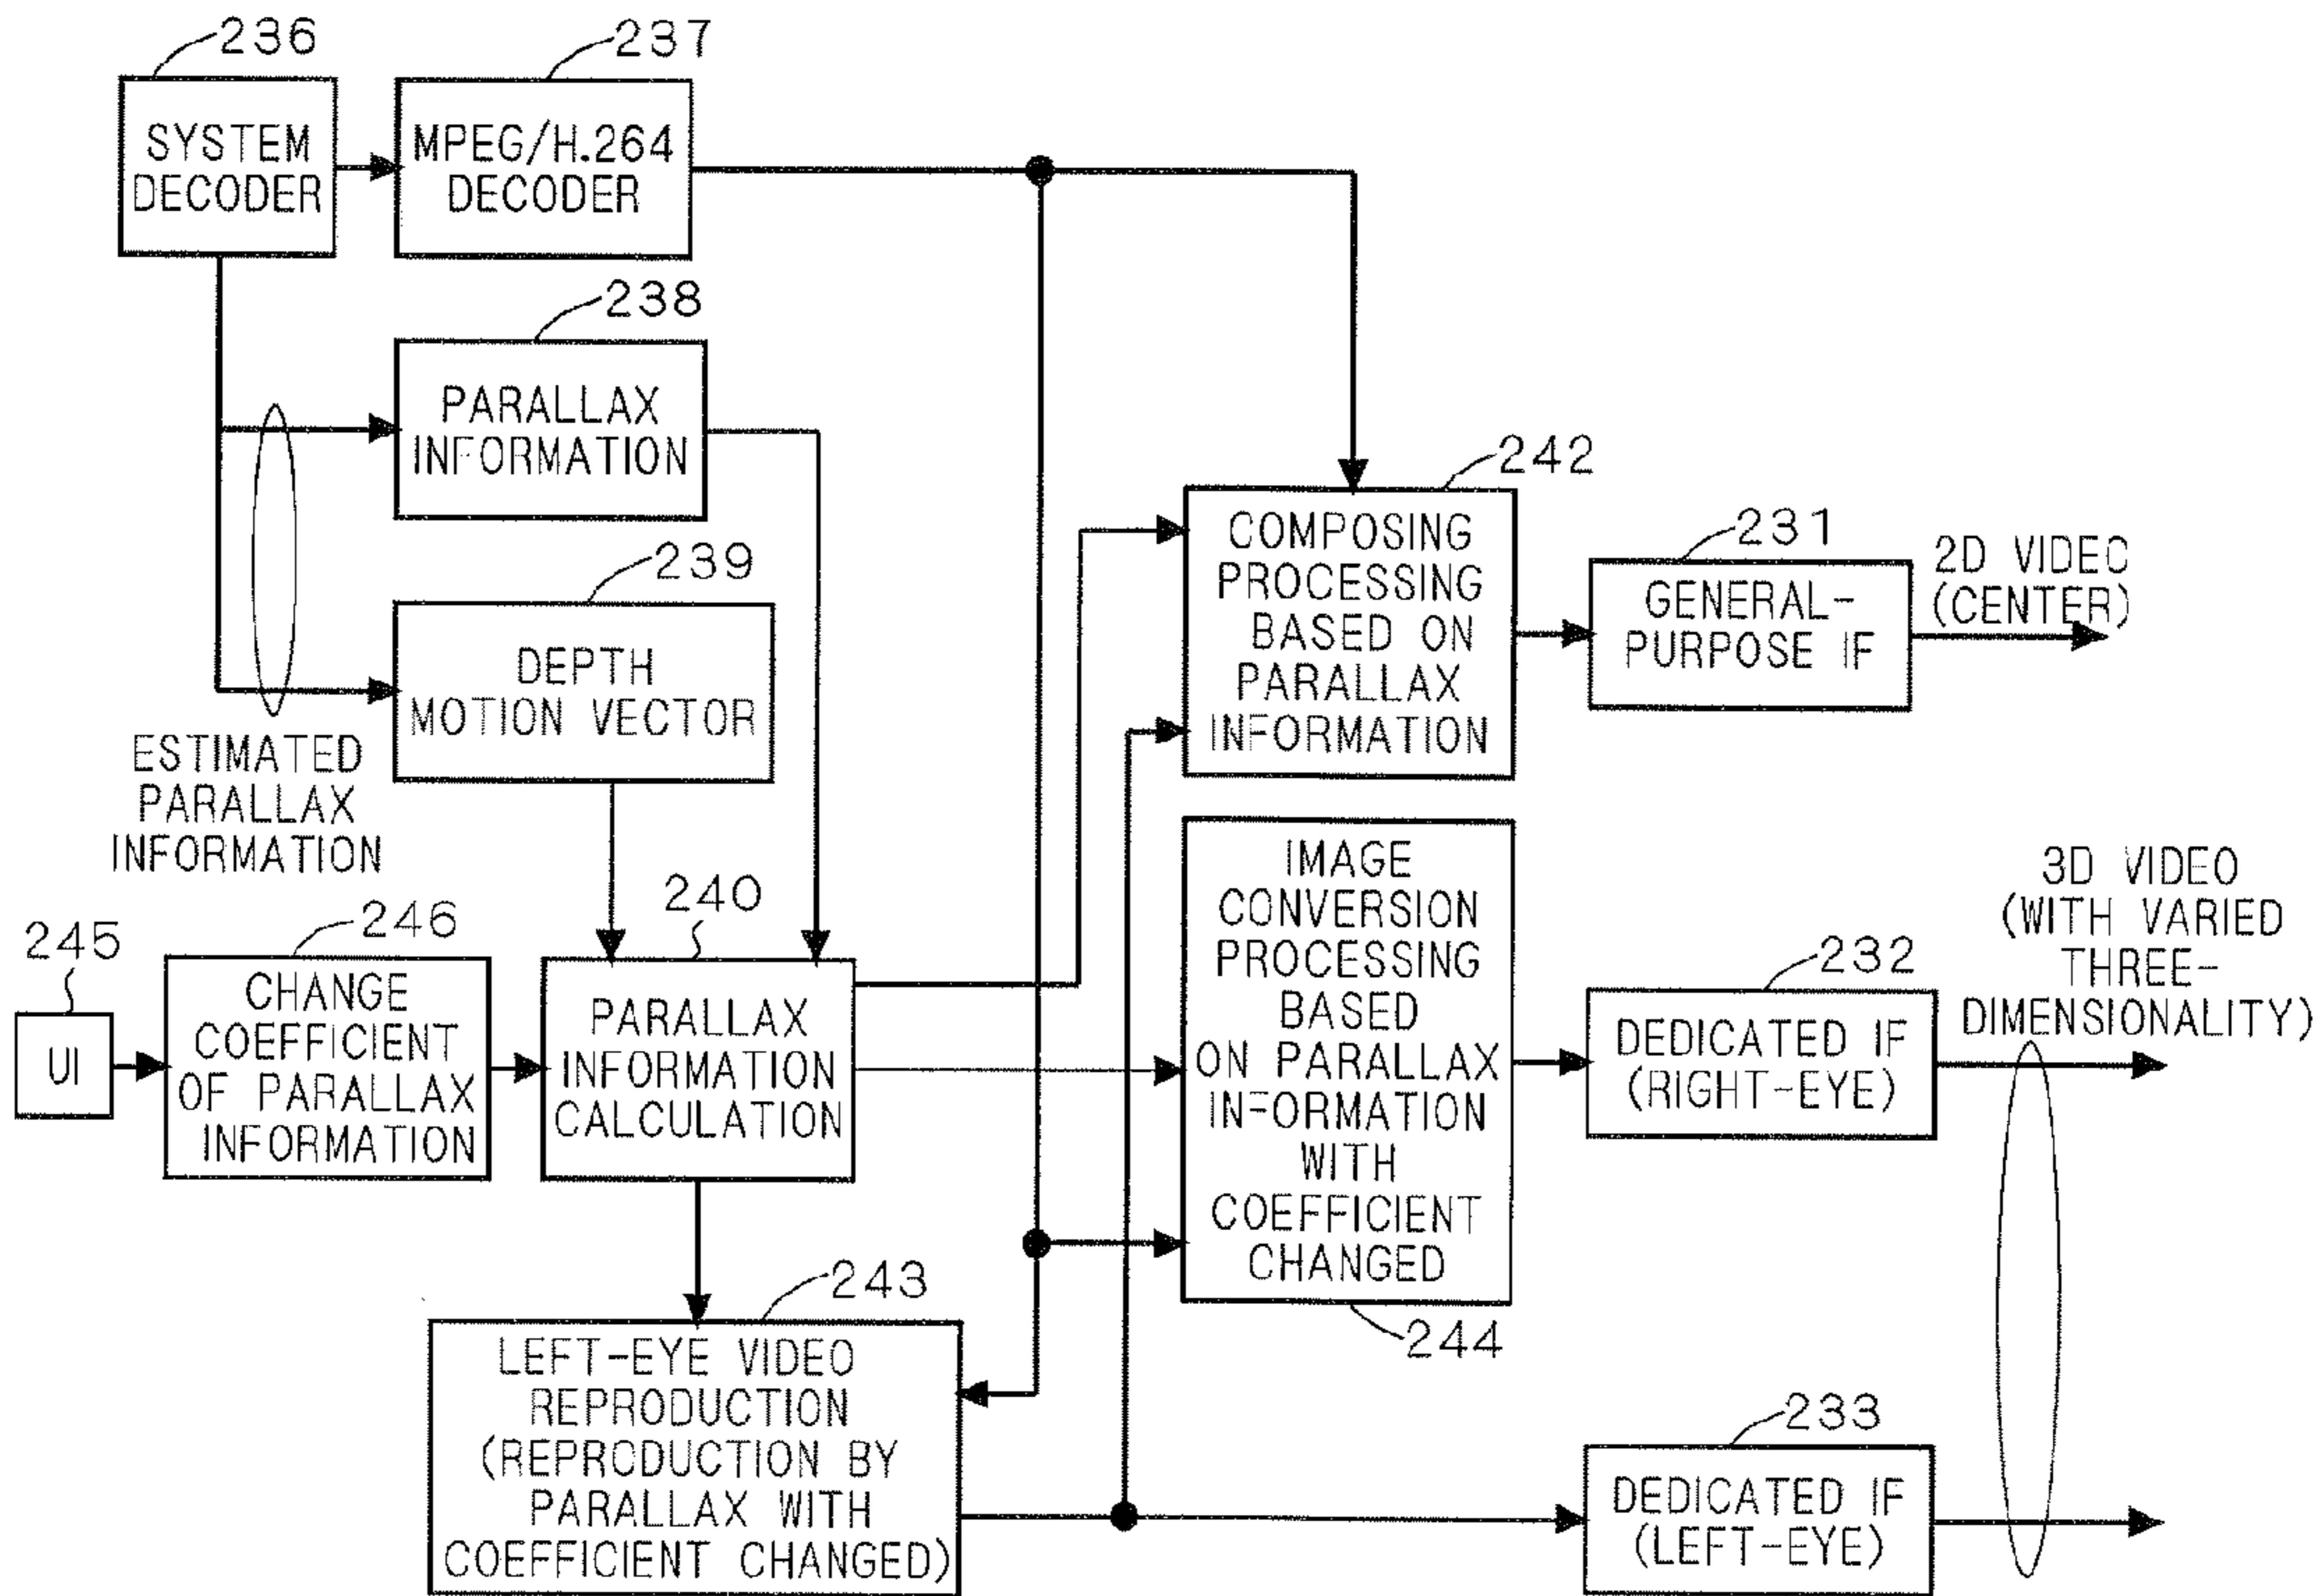 236
SYSTEM
DECODER
237
MPEG/H.264
DECODER
238
PARALLAX
INFORMATION
239
DEPTH
MOTION VECTOR
ESTIMATED
PARALLAX
INFORMATION
242
COMPOSING
PROCESSING
BASED ON
PARALLAX
INFORMATION
231
GENERAL-
PURPOSE IF
2D VIDEO
(CENTER)
245
UI
246
CHANGE
COEFFICIENT
OF PARALLAX
INFORMATION
240
PARALLAX
INFORMATION
CALCULATION
IMAGE
CONVERSION
PROCESSING
BASED
ON PARALLAX
INFORMATION
WITH
COEFFICIENT
CHANGED
244
232
DEDICATED IF
(RIGHT-EYE)
3D VIDEO
(WITH VARIED
THREE-
DIMENSIONALITY)
243
LEFT-EYE VIDEO
REPRODUCTION
(REPRODUCTION BY
PARALLAX WITH
COEFFICIENT CHANGED)
233
DEDICATED IF
(LEFT-EYE)